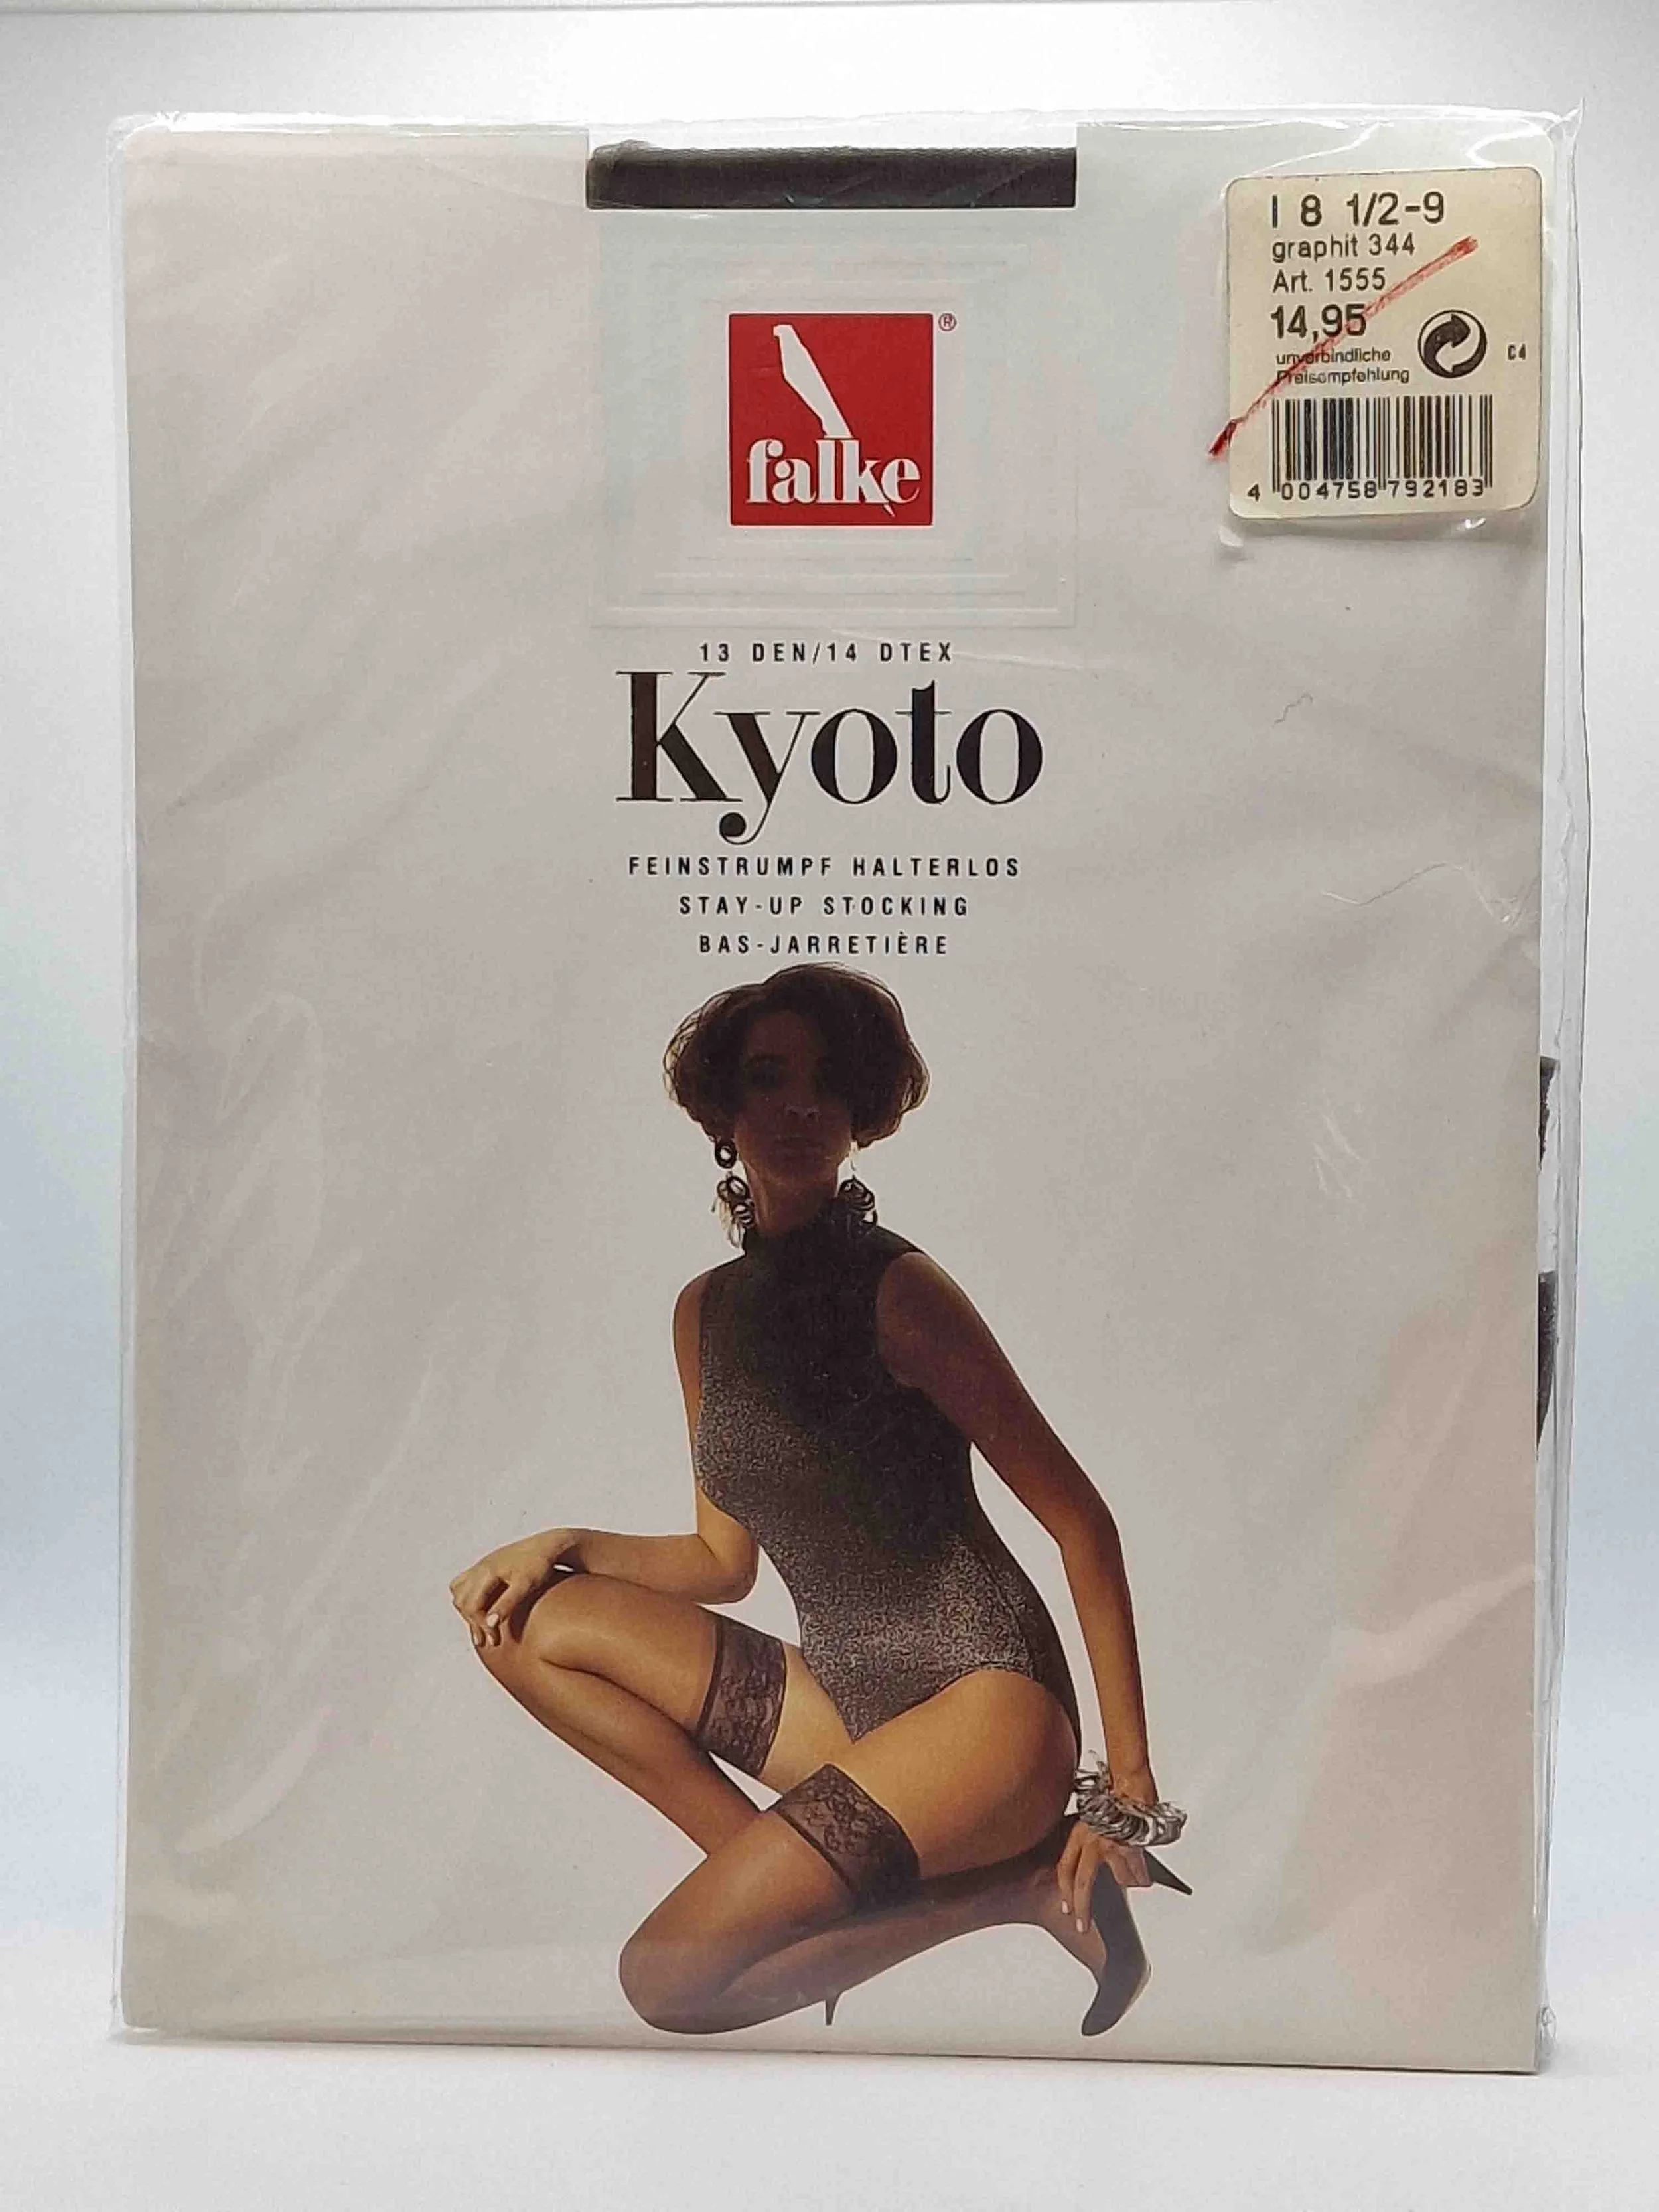 I 8 1/2-9
graphit 344
Art. 1555
14,95
unverbindliche
Preisempfehlung
C4
4 004758 792183
falke ®
13 DEN/14 DTEX
Kyoto
FEINSTRUMPF HALTERLOS
STAY-UP STOCKING
BAS-JARRETIÈRE